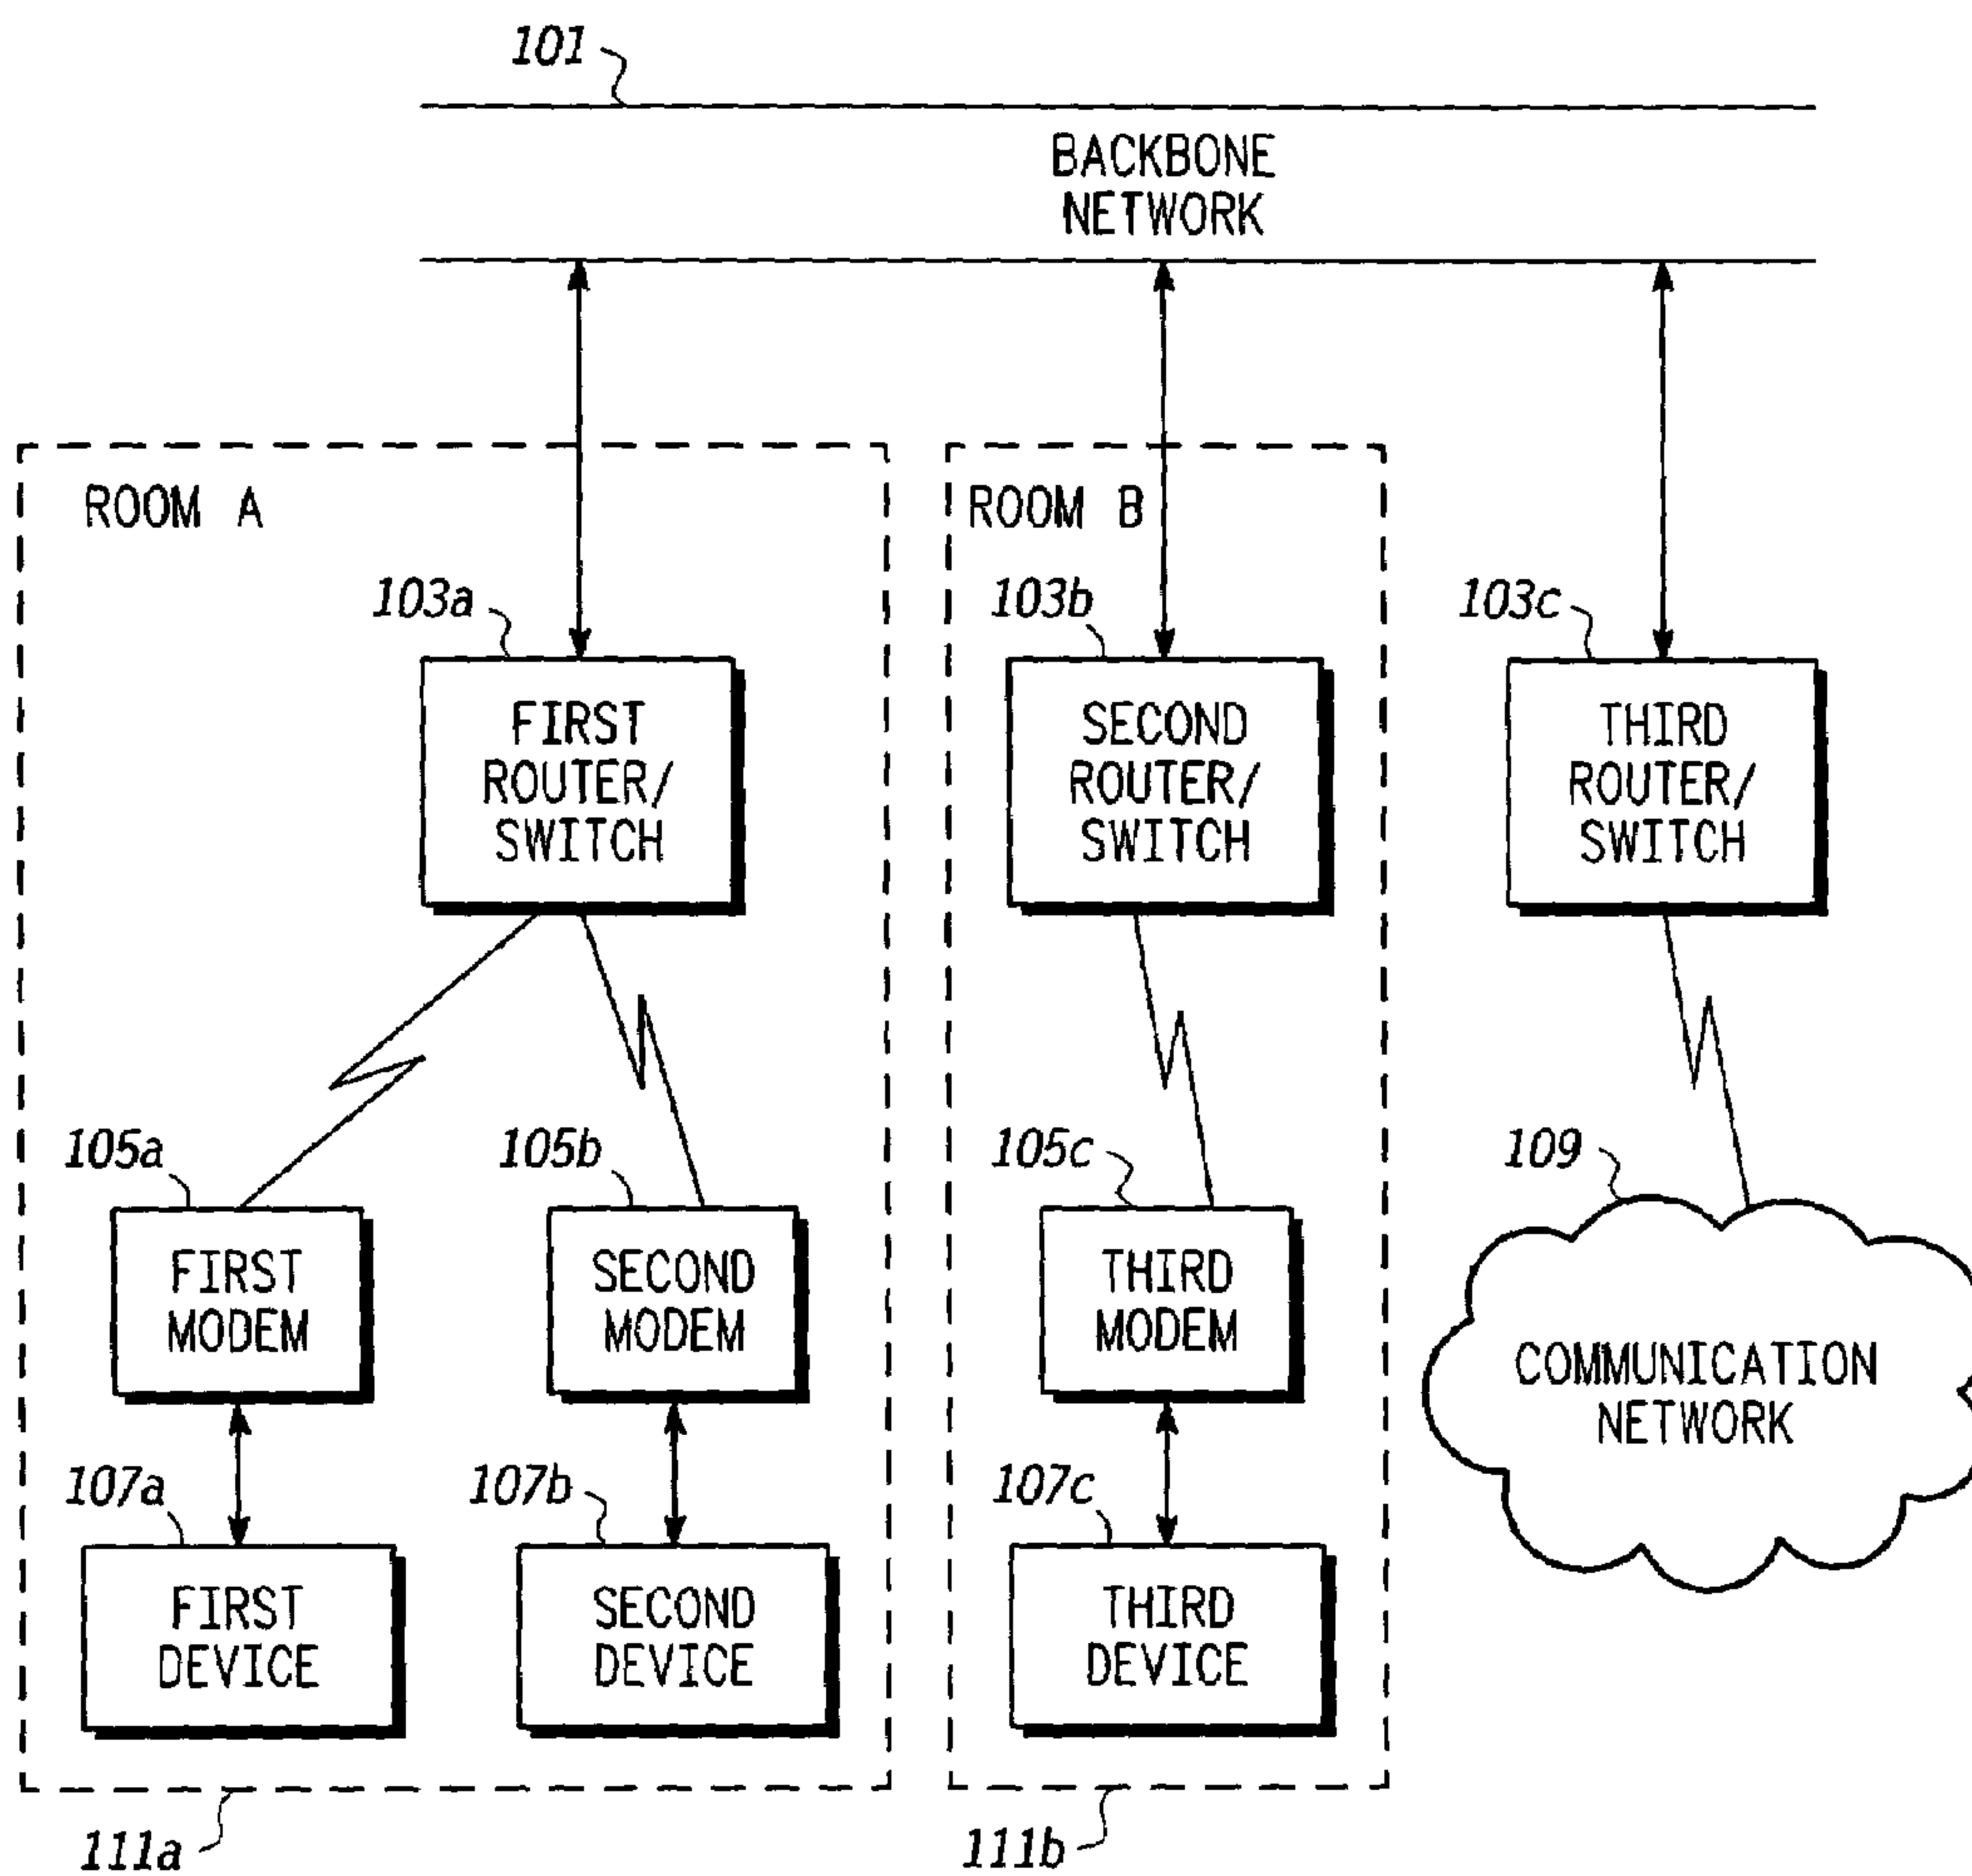 101
BACKBONE
NETWORK
ROOM A
ROOM B
103a
103b
103c
FIRST
ROUTER/
SWITCH
SECOND
ROUTER/
SWITCH
THIRD
ROUTER/
SWITCH
105a
105b
105c
109
FIRST
MODEM
SECOND
MODEM
THIRD
MODEM
COMMUNICATION
NETWORK
107a
107b
107c
FIRST
DEVICE
SECOND
DEVICE
THIRD
DEVICE
111a
111b